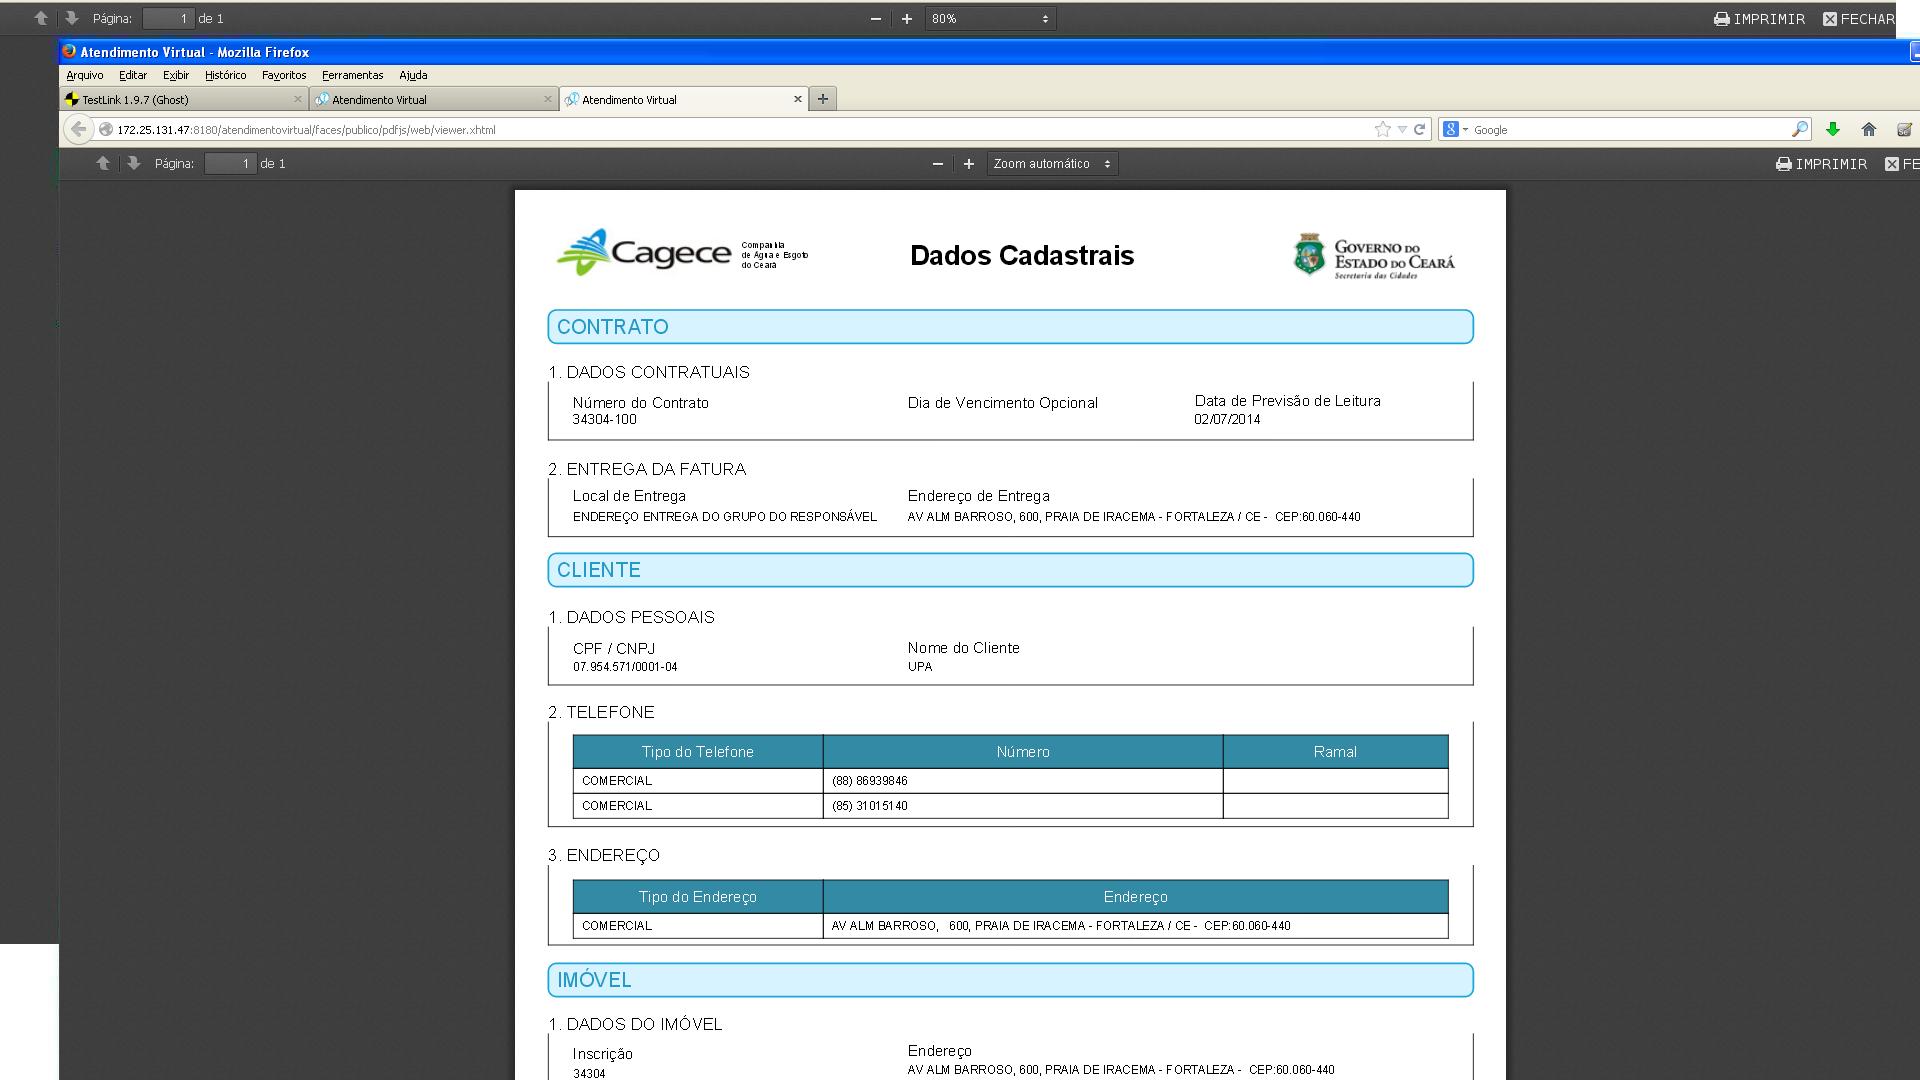 Página: 1 de 1 80% IMPRIMIR FECHAR
Atendimento Virtual - Mozilla Firefox
Arquivo Editar Exibir Histórico Favoritos Ferramentas Ajuda
TestLink 1.9.7 (Ghost) Atendimento Virtual Atendimento Virtual
172.25.131.47:8180/atendimentovirtual/faces/publico/pdfjs/web/viewer.xhtml Google
Página: 1 de 1 Zoom automático IMPRIMIR FE
Cagece
Companhia
de Água e Esgoto
do Ceará
Dados Cadastrais
GOVERNO DO
ESTADO DO CEARÁ
Secretaria das Cidades
CONTRATO
1. DADOS CONTRATUAIS
Número do Contrato Dia de Vencimento Opcional Data de Previsão de Leitura
34304-100 02/07/2014
2. ENTREGA DA FATURA
Local de Entrega Endereço de Entrega
ENDEREÇO ENTREGA DO GRUPO DO RESPONSÁVEL AV ALM BARROSO, 600, PRAIA DE IRACEMA - FORTALEZA / CE - CEP:60.060-440
CLIENTE
1. DADOS PESSOAIS
CPF / CNPJ Nome do Cliente
07.954.571/0001-04 UPA
2. TELEFONE
Tipo do Telefone Número Ramal
COMERCIAL (88) 86939846
COMERCIAL (85) 31015140
3. ENDEREÇO
Tipo do Endereço Endereço
COMERCIAL AV ALM BARROSO, 600, PRAIA DE IRACEMA - FORTALEZA / CE - CEP:60.060-440
IMÓVEL
1. DADOS DO IMÓVEL
Inscrição Endereço
34304 AV ALM BARROSO, 600, PRAIA DE IRACEMA - FORTALEZA - CEP:60.060-440